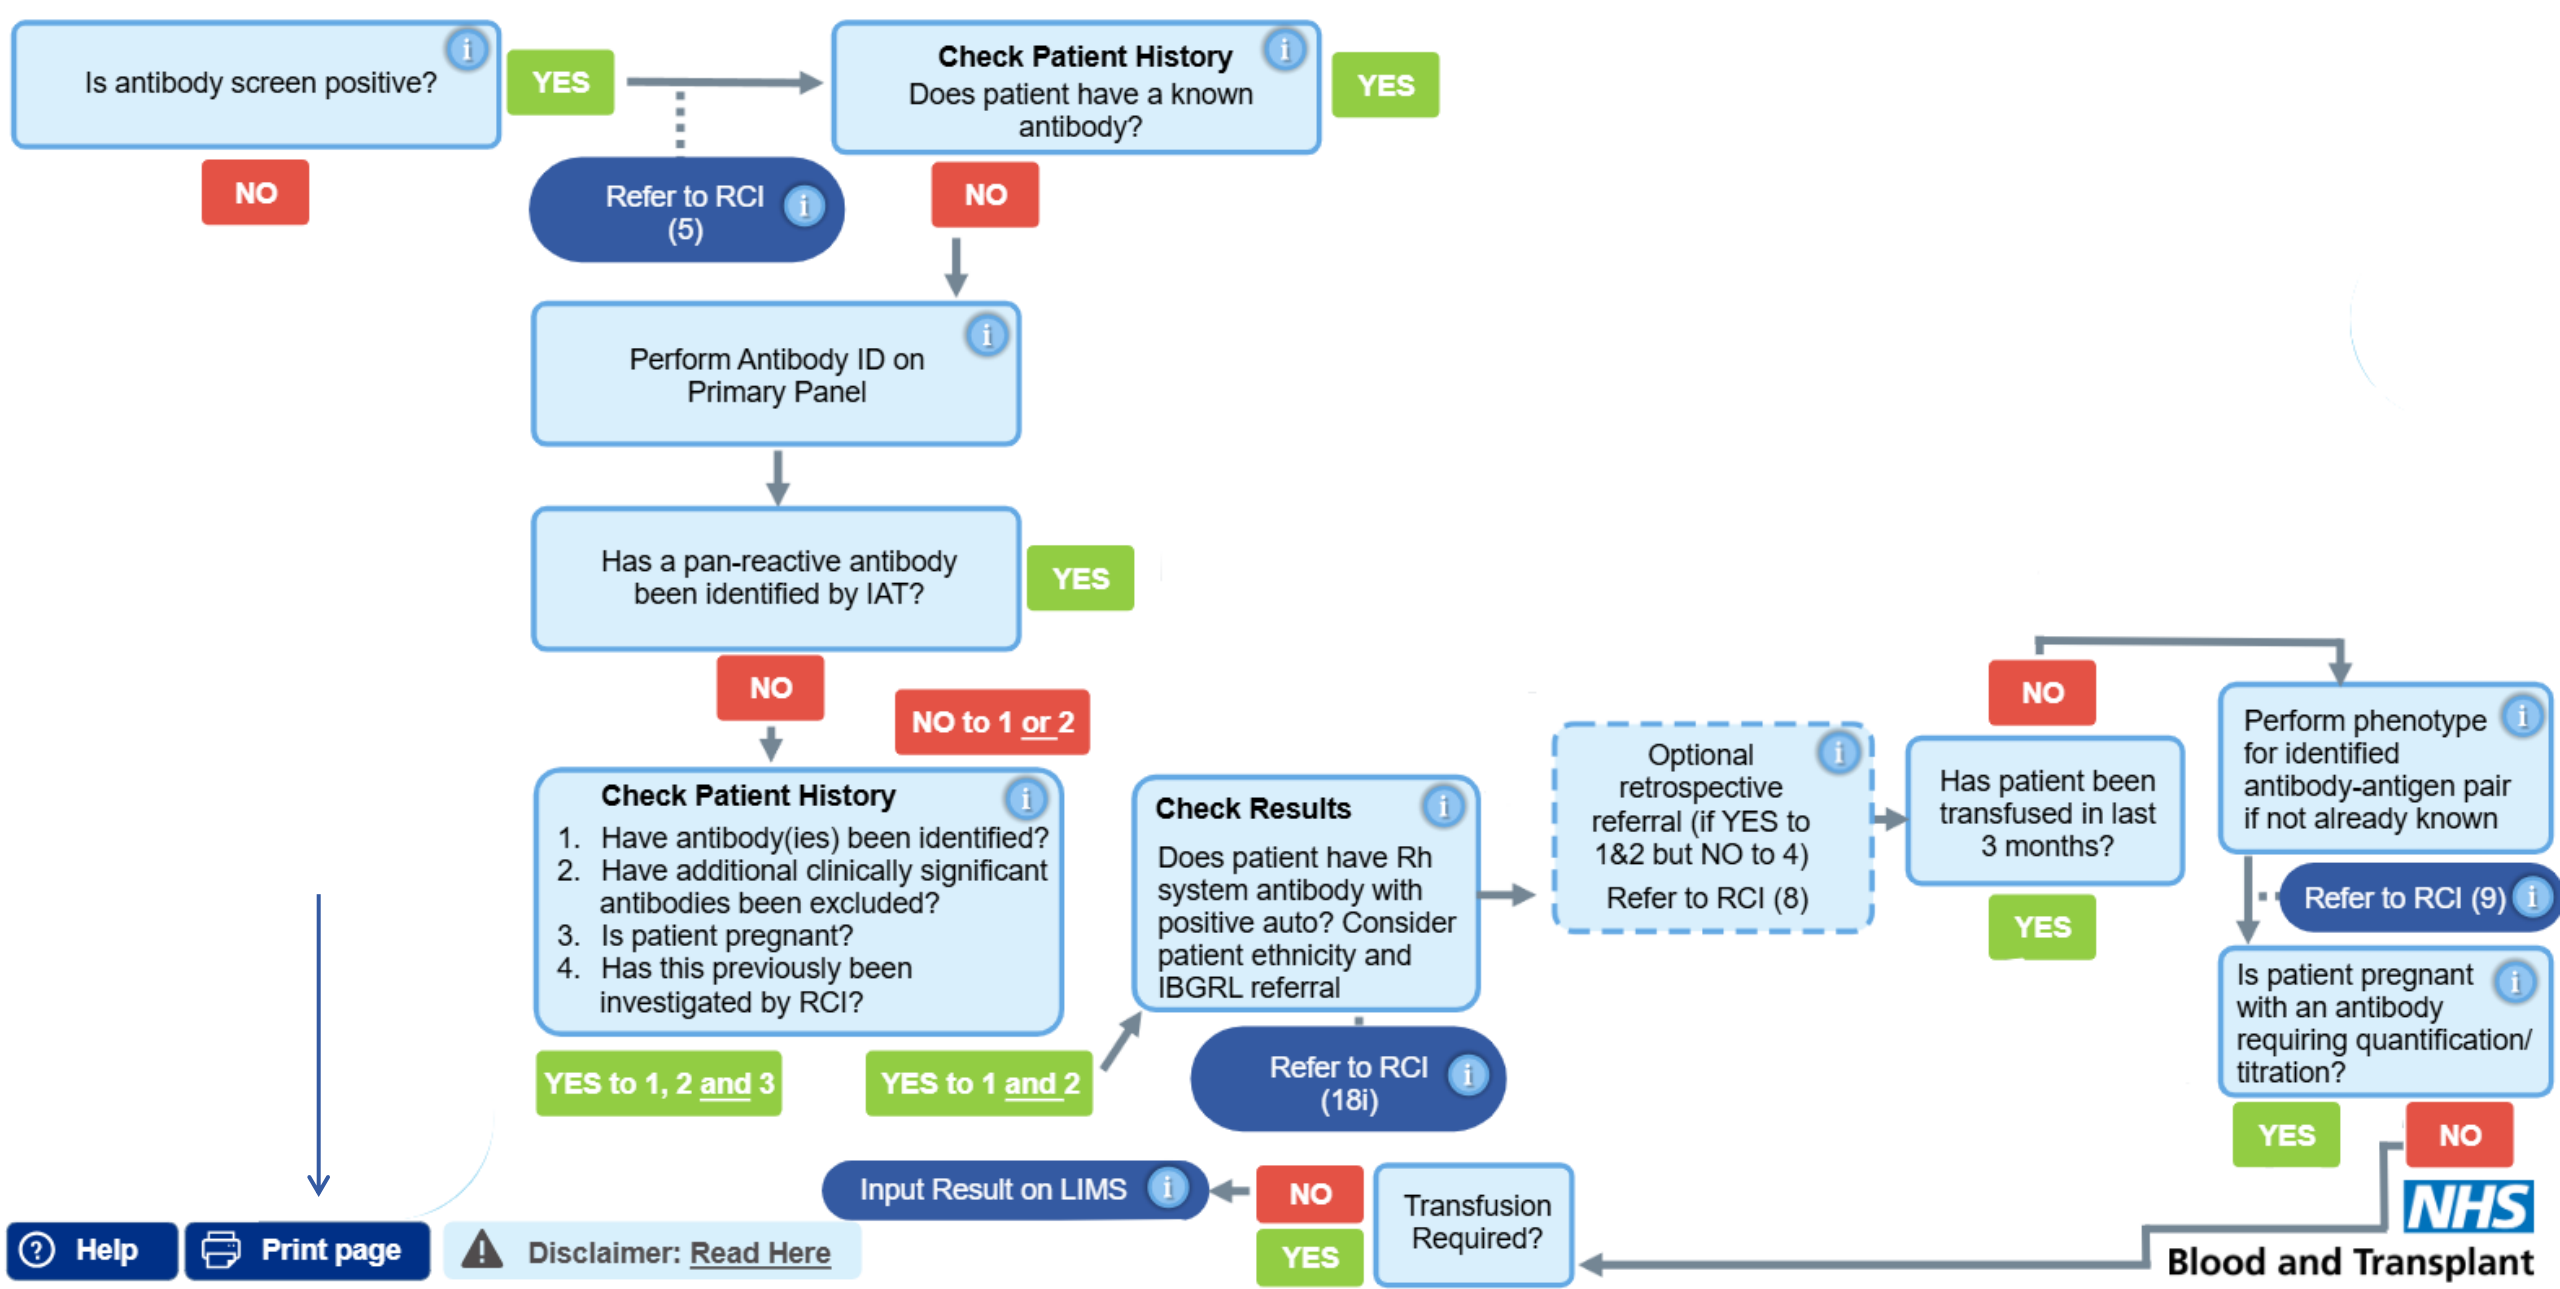 Is antibody screen positive?
YES
NO
Refer to RCI
(5)
Check Patient History
Does patient have a known
antibody?
YES
NO
Perform Antibody ID on
Primary Panel
Has a pan-reactive antibody
been identified by IAT?
YES
NO
NO to 1 or 2
Check Patient History
1. Have antibody(ies) been identified?
2. Have additional clinically significant
antibodies been excluded?
3. Is patient pregnant?
4. Has this previously been
investigated by RCI?
YES to 1, 2 and 3
YES to 1 and 2
Check Results
Does patient have Rh
system antibody with
positive auto? Consider
patient ethnicity and
IBGRL referral
Refer to RCI
(18i)
Optional
retrospective
referral (if YES to
1&2 but NO to 4)
Refer to RCI (8)
NO
Has patient been
transfused in last
3 months?
YES
Perform phenotype
for identified
antibody-antigen pair
if not already known
Refer to RCI (9)
Is patient pregnant
with an antibody
requiring quantification/
titration?
YES
NO
Transfusion
Required?
NO
YES
Input Result on LIMS
Help
Print page
Disclaimer: Read Here
NHS
Blood and Transplant